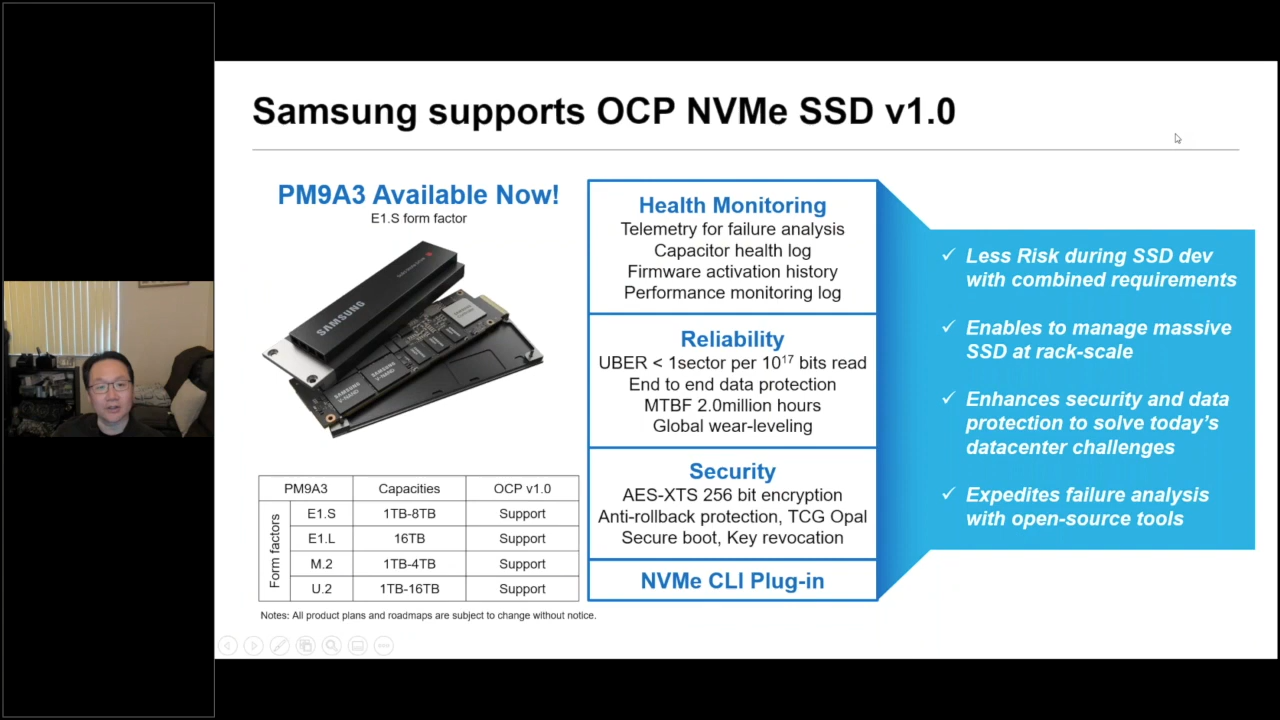 Samsung supports OCP NVMe SSD v1.0
PM9A3 Available Now!
E1.S form factor
SAMSUNG
SAMSUNG
V-NAND
SAMSUNG
V-NAND
PM9A3 Capacities OCP v1.0
Form factors
E1.S 1TB-8TB Support
E1.L 16TB Support
M.2 1TB-4TB Support
U.2 1TB-16TB Support
Notes: All product plans and roadmaps are subject to change without notice.
Health Monitoring
Telemetry for failure analysis
Capacitor health log
Firmware activation history
Performance monitoring log
Reliability
UBER < 1sector per 10¹⁷ bits read
End to end data protection
MTBF 2.0million hours
Global wear-leveling
Security
AES-XTS 256 bit encryption
Anti-rollback protection, TCG Opal
Secure boot, Key revocation
NVMe CLI Plug-in
✓ Less Risk during SSD dev
with combined requirements
✓ Enables to manage massive
SSD at rack-scale
✓ Enhances security and data
protection to solve today's
datacenter challenges
✓ Expedites failure analysis
with open-source tools